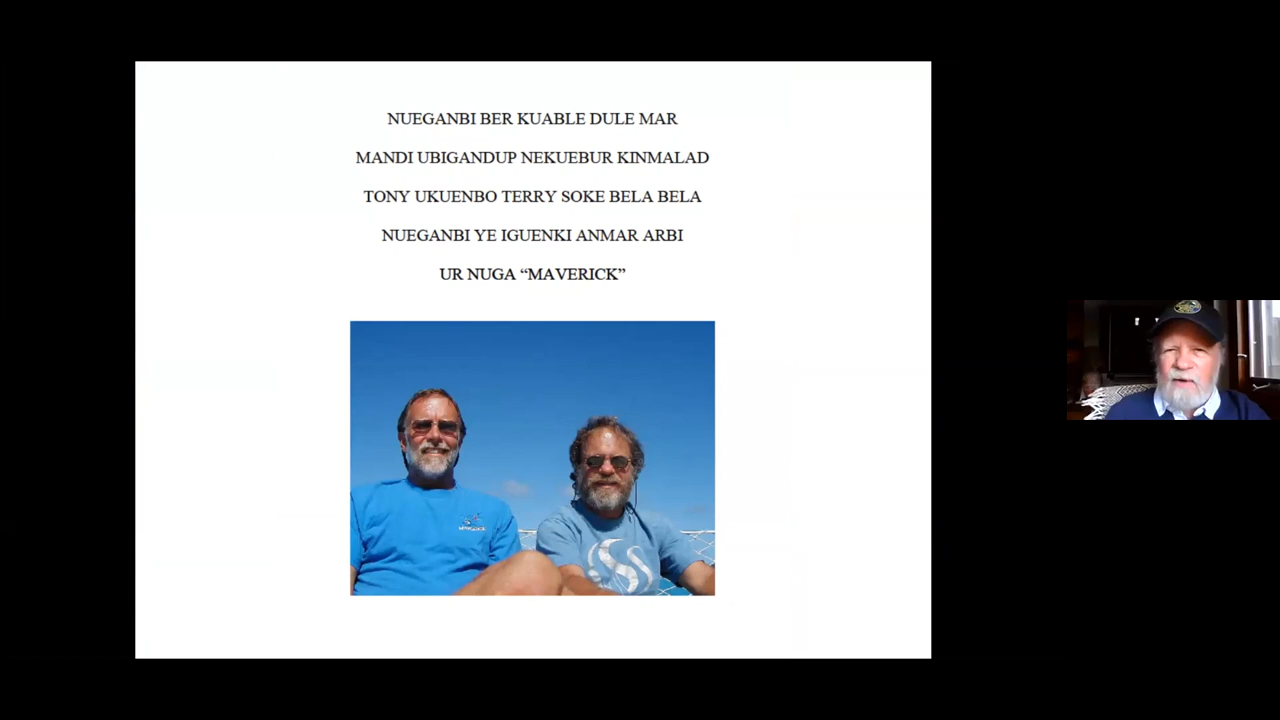 NUEGANBI BER KUABLE DULE MAR
MANDI UBIGANDUP NEKUEBUR KINMALAD
TONY UKUENBO TERRY SOKE BELA BELA
NUEGANBI YE IGUENKI ANMAR ARBI
UR NUGA “MAVERICK”